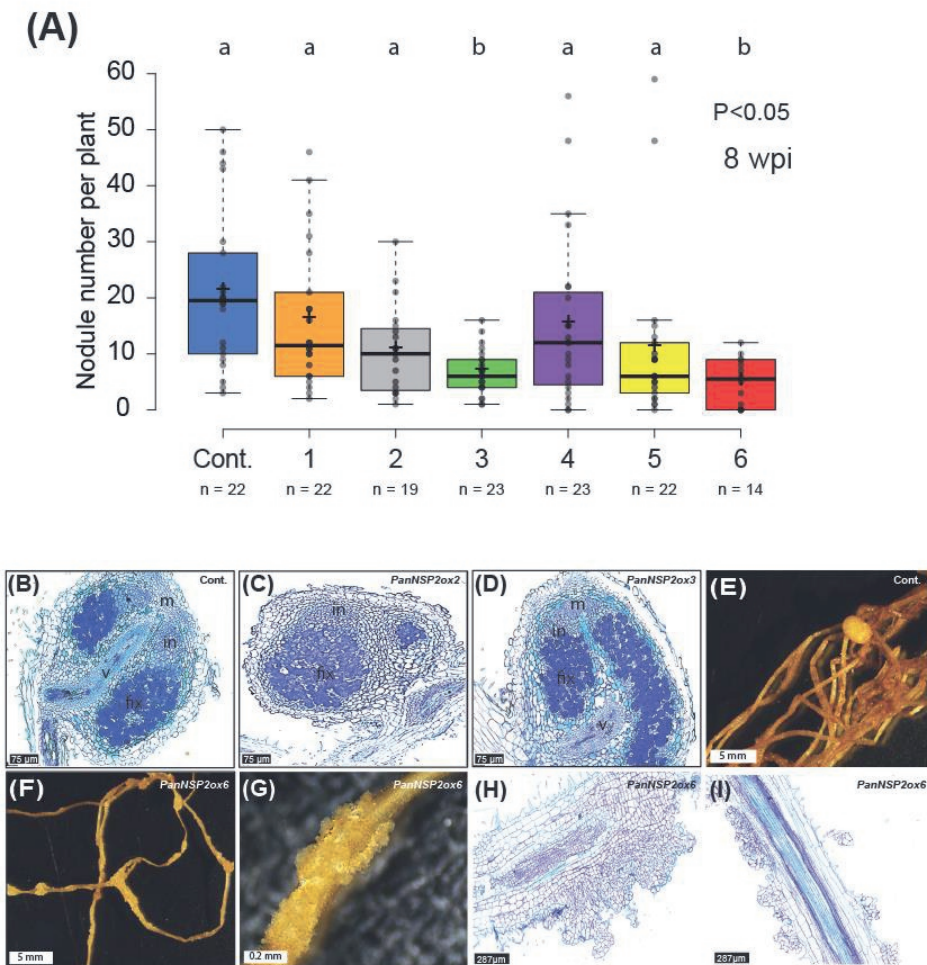 (A)
a a a b a a b
60
50
40
30
20
10
0
Nodule number per plant
P<0.05
8 wpi
Cont. 1 2 3 4 5 6
n = 22 n = 22 n = 19 n = 23 n = 23 n = 22 n = 14
(B) Cont.
m
in
v
fix
75 µm
(C) PanNSP2ox2
in
fix
75 µm
(D) PanNSP2ox3
m
in
fix
v
75 µm
(E) Cont.
5 mm
(F) PanNSP2ox6
5 mm
(G) PanNSP2ox6
0.2 mm
(H) PanNSP2ox6
287µm
(I) PanNSP2ox6
287µm